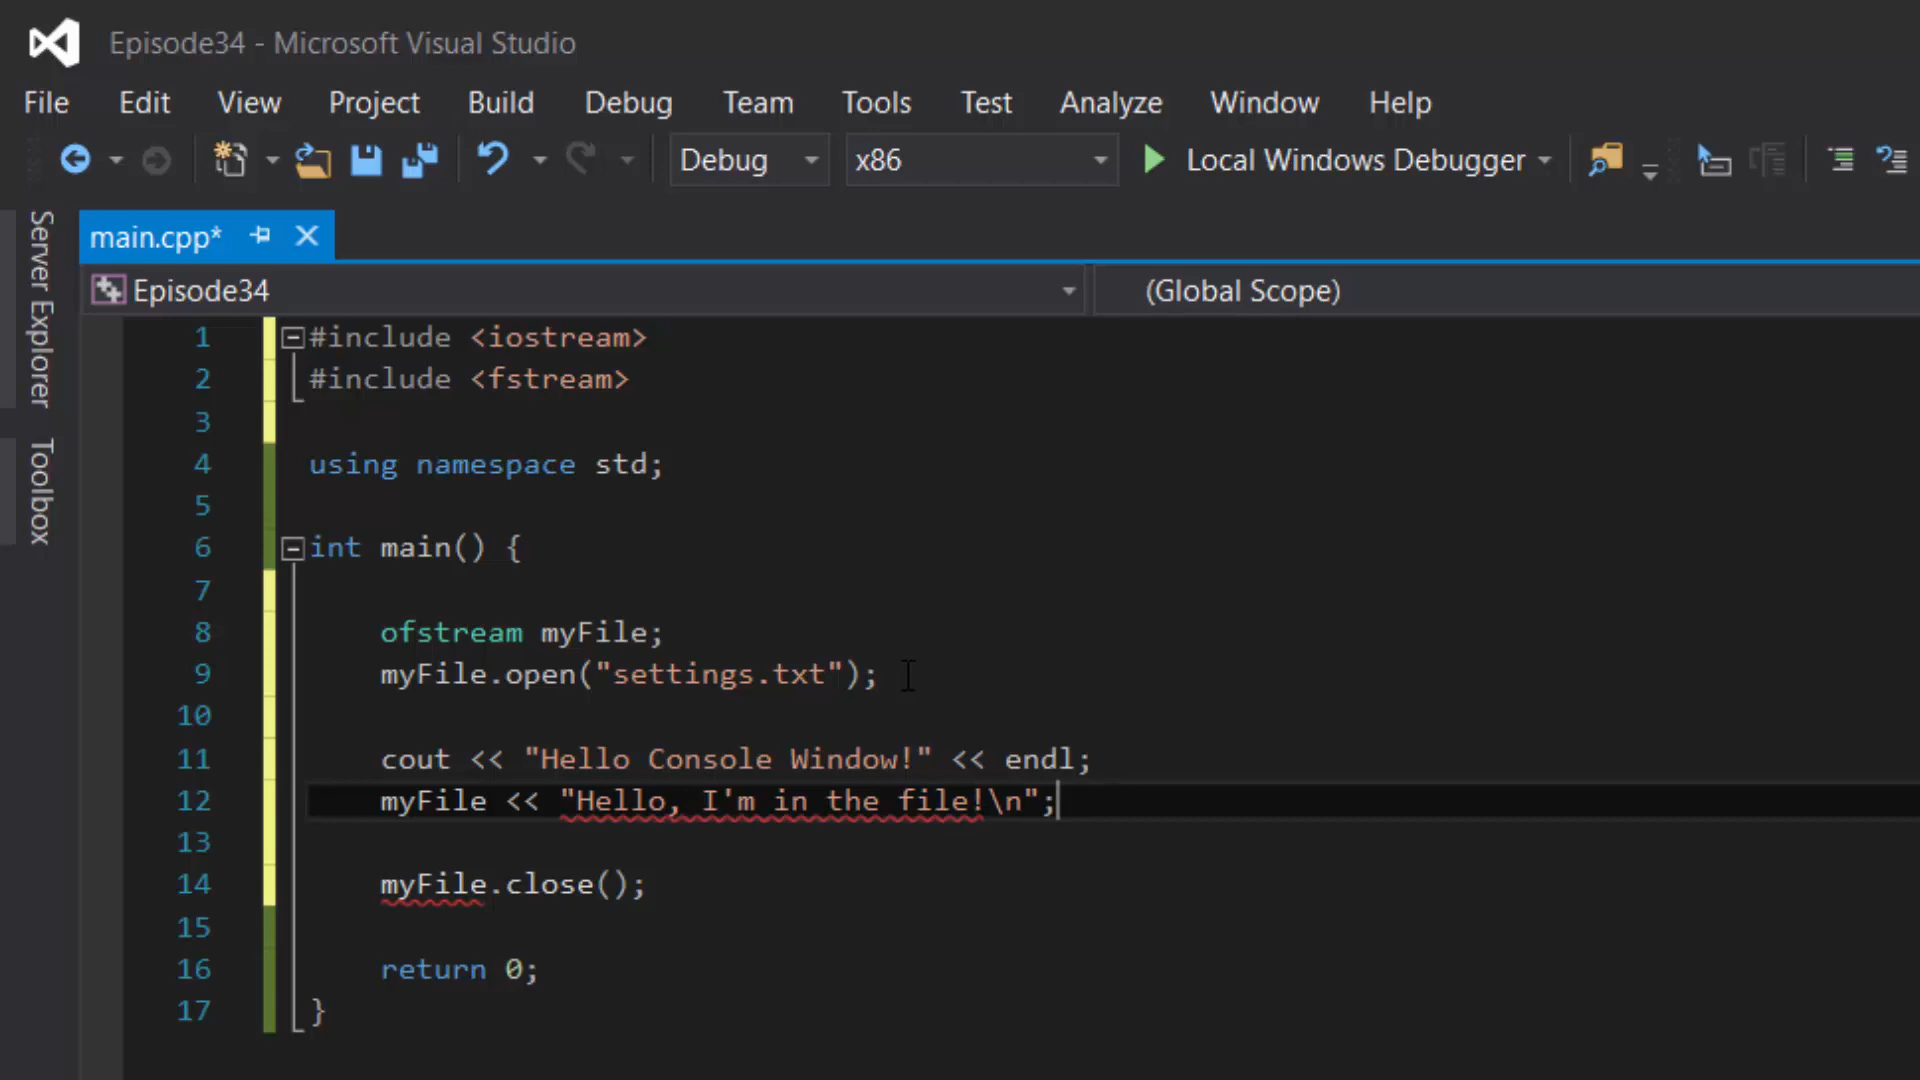 Episode34 - Microsoft Visual Studio
File Edit View Project Build Debug Team Tools Test Analyze Window Help
Debug x86 Local Windows Debugger
Server Explorer
Toolbox
main.cpp*
Episode34 (Global Scope)
1 #include <iostream>
2 #include <fstream>
3
4 using namespace std;
5
6 int main() {
7
8 ofstream myFile;
9 myFile.open("settings.txt");
10
11 cout << "Hello Console Window!" << endl;
12 myFile << "Hello, I'm in the file!\n";
13
14 myFile.close();
15
16 return 0;
17 }